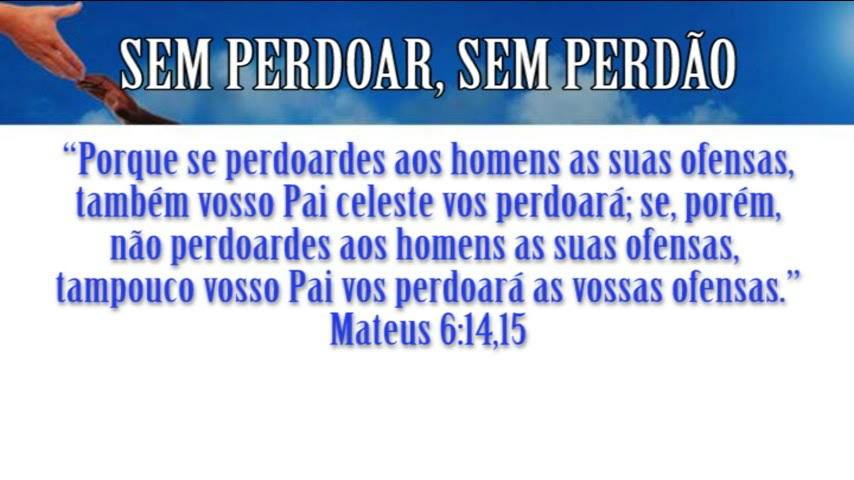 SEM PERDOAR, SEM PERDÃO
“Porque se perdoardes aos homens as suas ofensas,
também vosso Pai celeste vos perdoará; se, porém,
não perdoardes aos homens as suas ofensas,
tampouco vosso Pai vos perdoará as vossas ofensas.”
Mateus 6:14,15